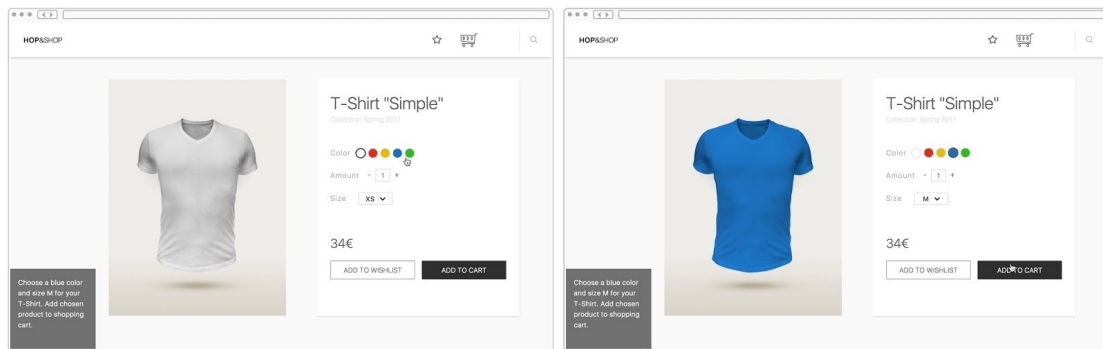 HOP&SHOP
T-Shirt "Simple"
Collection Spring 2017
Color
Amount - 1 +
Size XS
34€
ADD TO WISHLIST ADD TO CART
Choose a blue color
and size M for your
T-Shirt. Add chosen
product to shopping
cart.
HOP&SHOP
T-Shirt "Simple"
Collection Spring 2017
Color
Amount - 1 +
Size M
34€
ADD TO WISHLIST ADD TO CART
Choose a blue color
and size M for your
T-Shirt. Add chosen
product to shopping
cart.